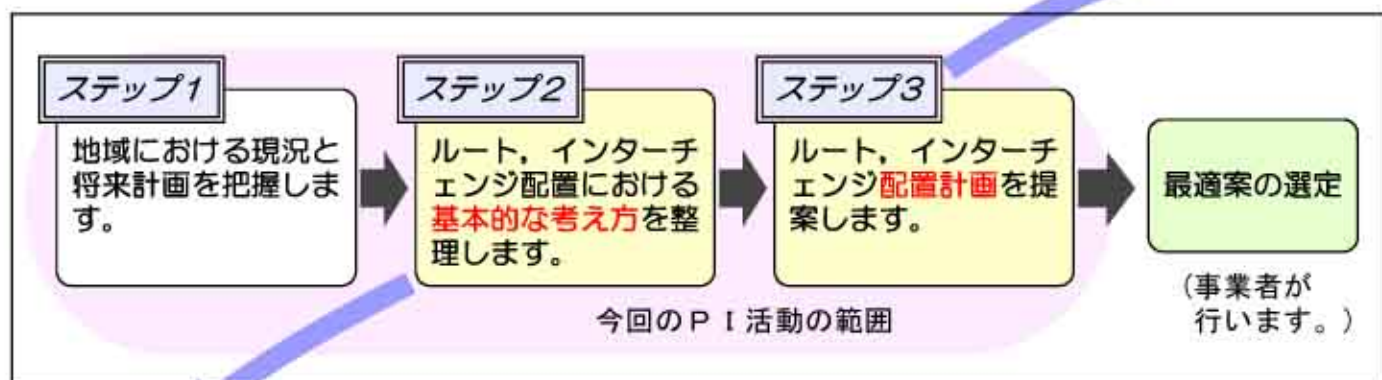 ステップ1
地域における現況と
将来計画を把握しま
す。
ステップ2
ルート，インターチ
ェンジ配置における
基本的な考え方を整
理します。
ステップ3
ルート，インターチ
ェンジ配置計画を提
案します。
最適案の選定
（事業者が
行います。）
今回のＰＩ活動の範囲